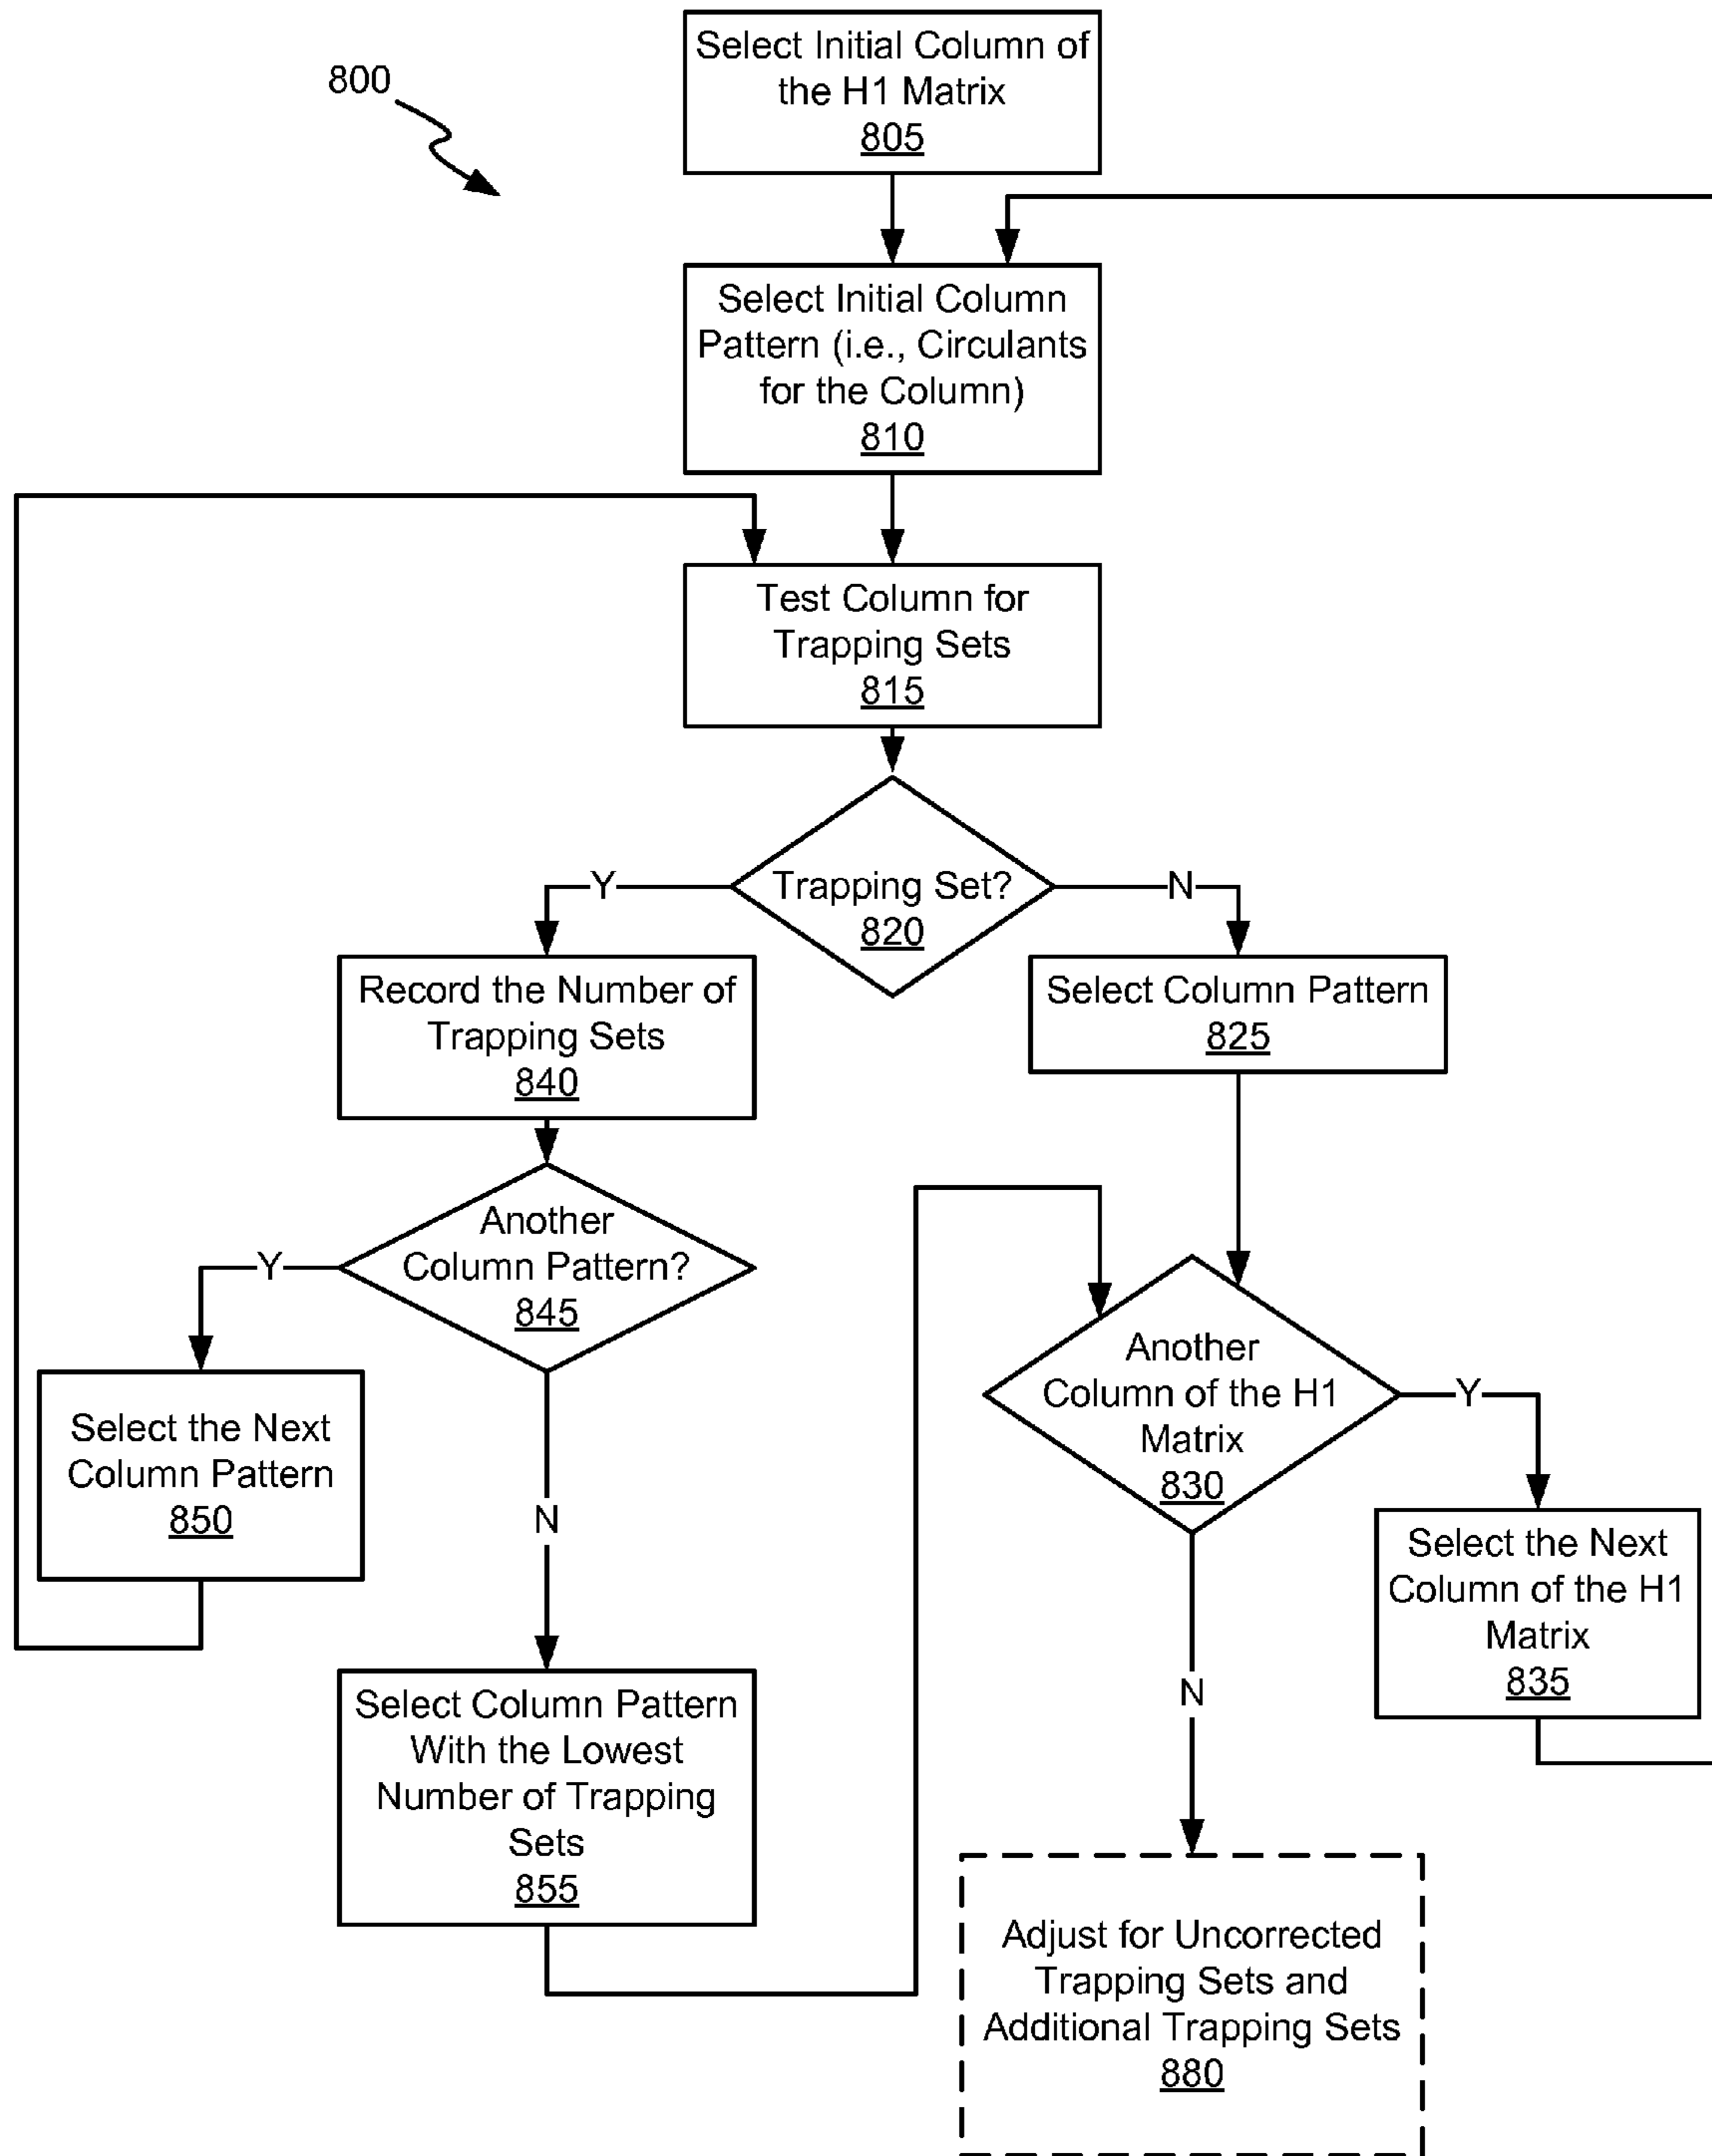 800
Select Initial Column of
the H1 Matrix
805
Select Initial Column
Pattern (i.e., Circulants
for the Column)
810
Test Column for
Trapping Sets
815
Trapping Set?
820
Y
N
Record the Number of
Trapping Sets
840
Select Column Pattern
825
Another
Column Pattern?
845
Y
N
Select the Next
Column Pattern
850
Another
Column of the H1
Matrix
830
Y
N
Select the Next
Column of the H1
Matrix
835
Select Column Pattern
With the Lowest
Number of Trapping
Sets
855
Adjust for Uncorrected
Trapping Sets and
Additional Trapping Sets
880